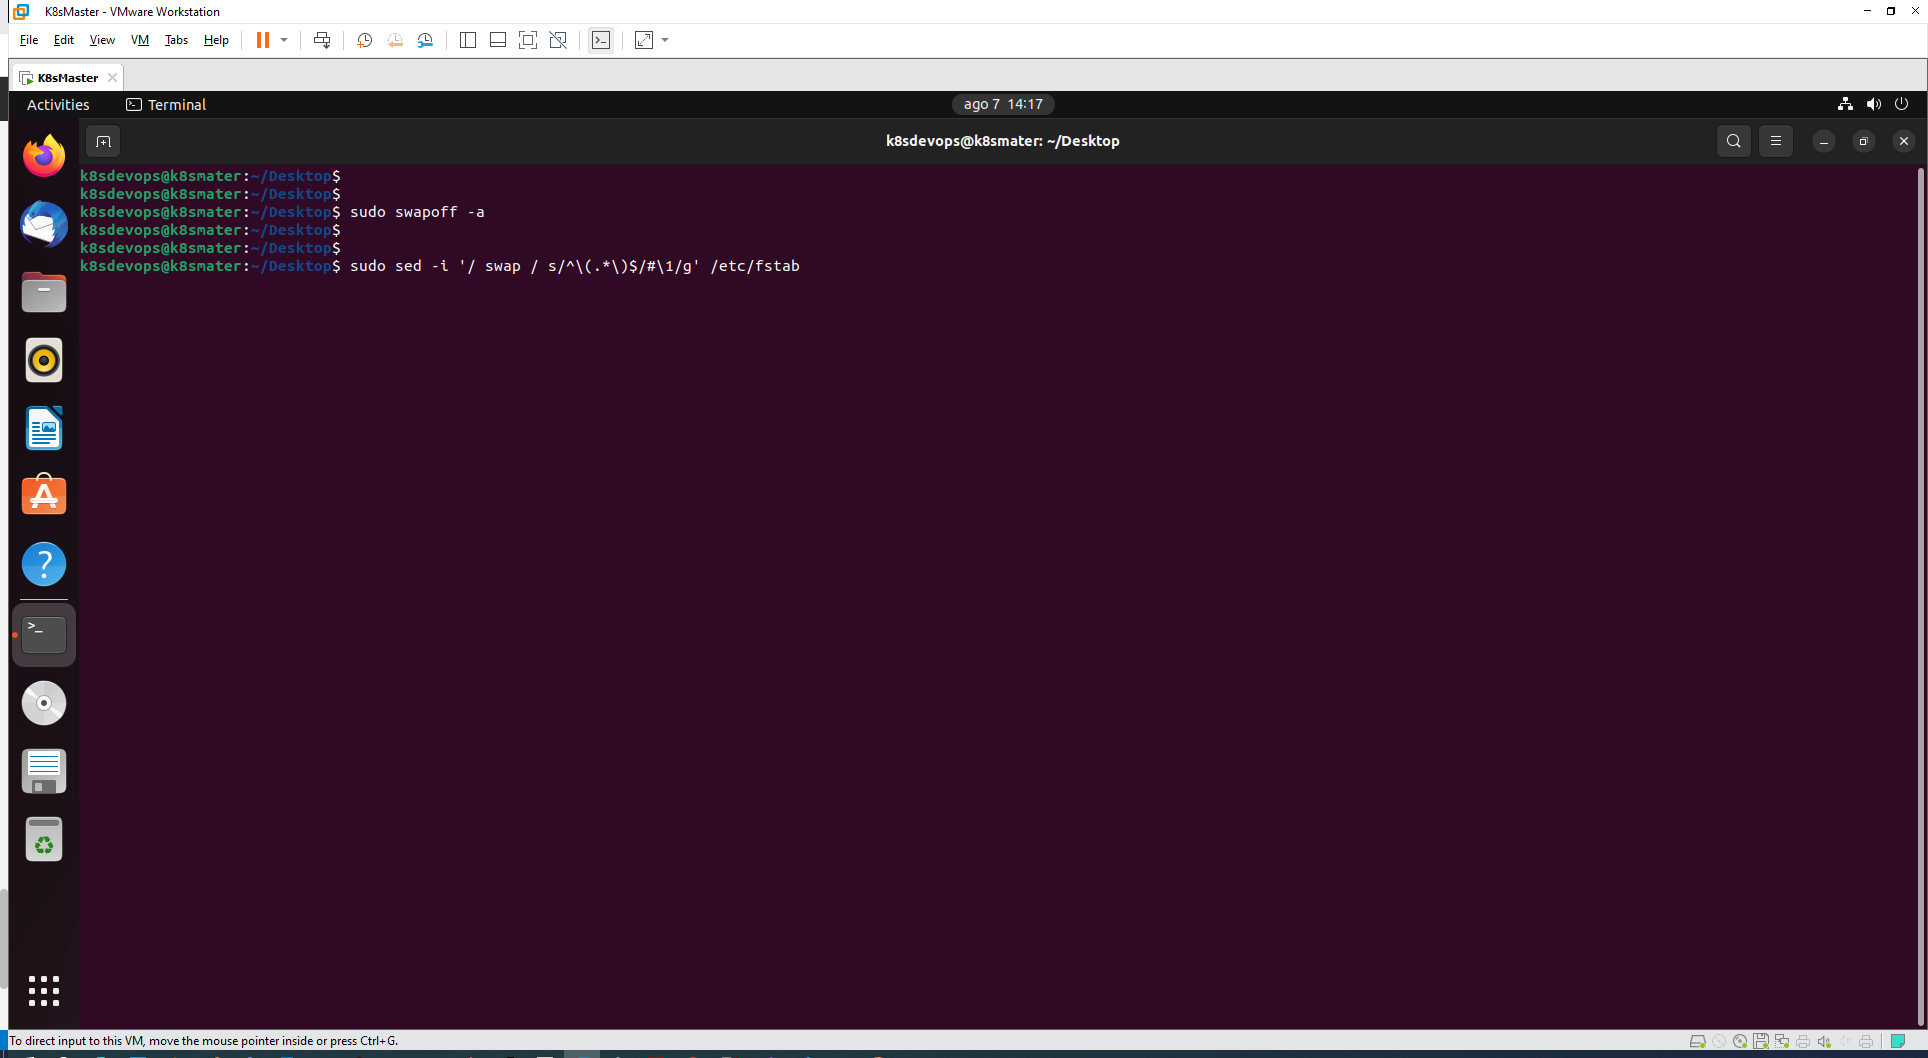 K8sMaster - VMware Workstation
File Edit View VM Tabs Help
K8sMaster
Activities Terminal ago 7 14:17
k8sdevops@k8smater: ~/Desktop
k8sdevops@k8smater:~/Desktop$
k8sdevops@k8smater:~/Desktop$
k8sdevops@k8smater:~/Desktop$ sudo swapoff -a
k8sdevops@k8smater:~/Desktop$
k8sdevops@k8smater:~/Desktop$
k8sdevops@k8smater:~/Desktop$ sudo sed -i '/ swap / s/^\(.*\)$/#\1/g' /etc/fstab
To direct input to this VM, move the mouse pointer inside or press Ctrl+G.